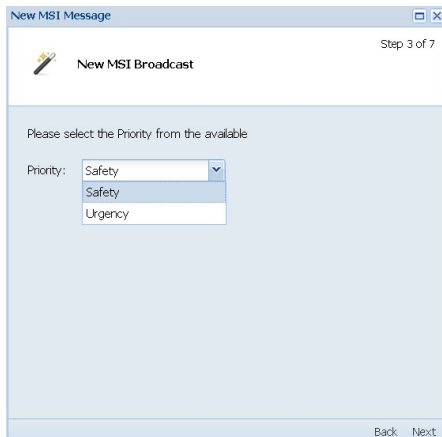 New MSI Message
Step 3 of 7
New MSI Broadcast
Please select the Priority from the available
Priority: Safety
Safety
Urgency
Back Next